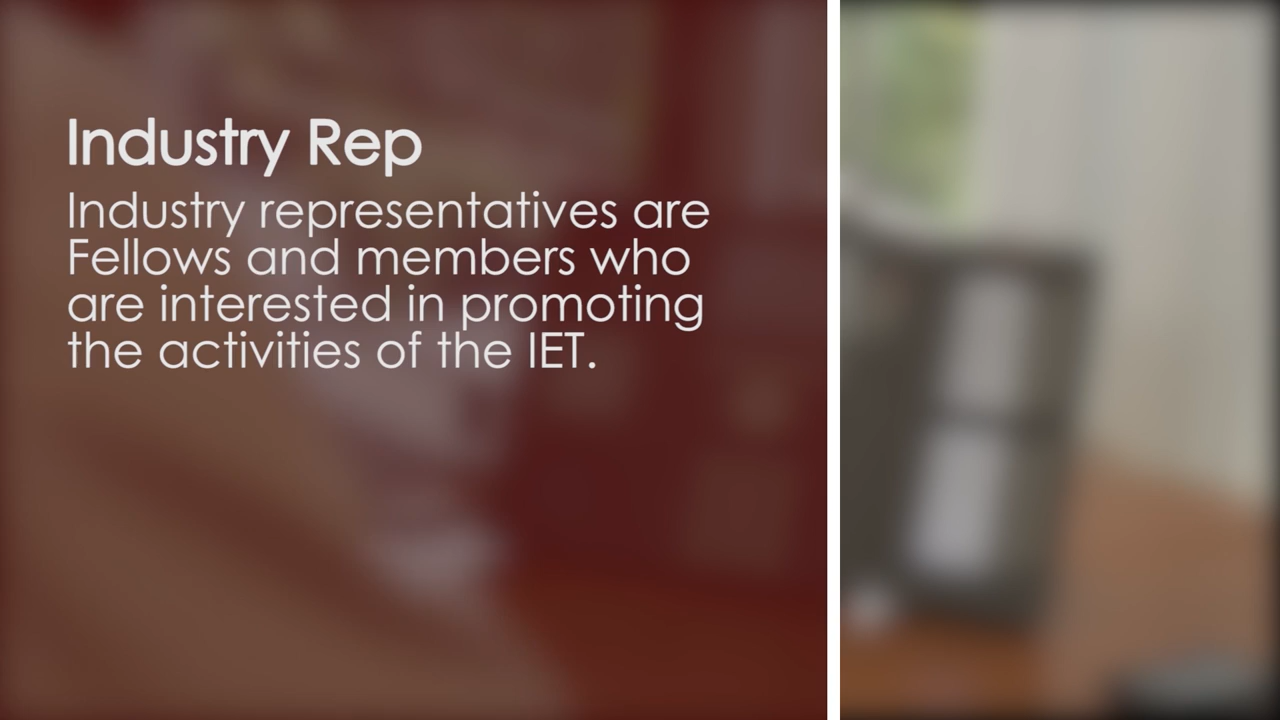 Industry Rep
Industry representatives are
Fellows and members who
are interested in promoting
the activities of the IET.